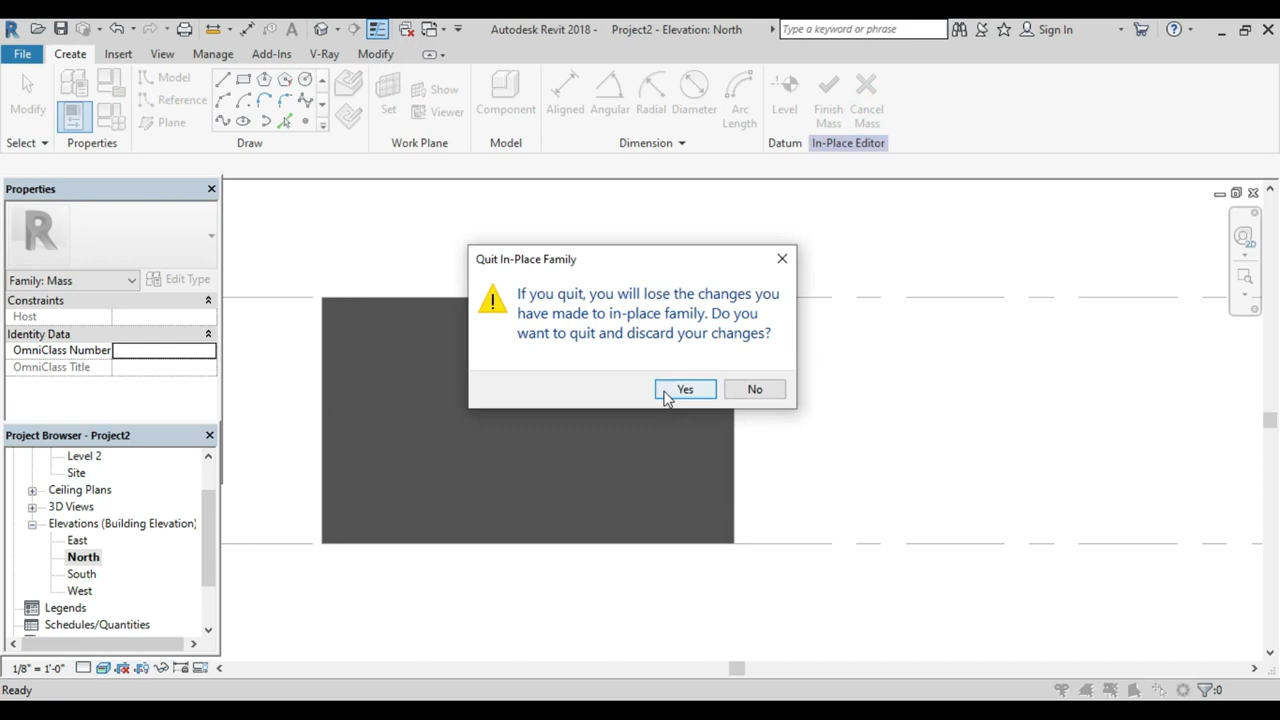 Autodesk Revit 2018 - Project2 - Elevation: North
Type a keyword or phrase
Sign In
File Create Insert View Manage Add-Ins V-Ray Modify
Modify
Model
Reference
Plane
Set
Show
Viewer
Component
Aligned Angular Radial Diameter Arc Length
Level
Finish Mass
Cancel Mass
Select Properties Draw Work Plane Model Dimension Datum In-Place Editor
Properties
Family: Mass
Edit Type
Constraints
Host
Identity Data
OmniClass Number
OmniClass Title
Quit In-Place Family
If you quit, you will lose the changes you
have made to in-place family. Do you
want to quit and discard your changes?
Yes No
Project Browser - Project2
Level 2
Site
Ceiling Plans
3D Views
Elevations (Building Elevation)
East
North
South
West
Legends
Schedules/Quantities
2D
1/8" = 1'-0"
Ready
:0